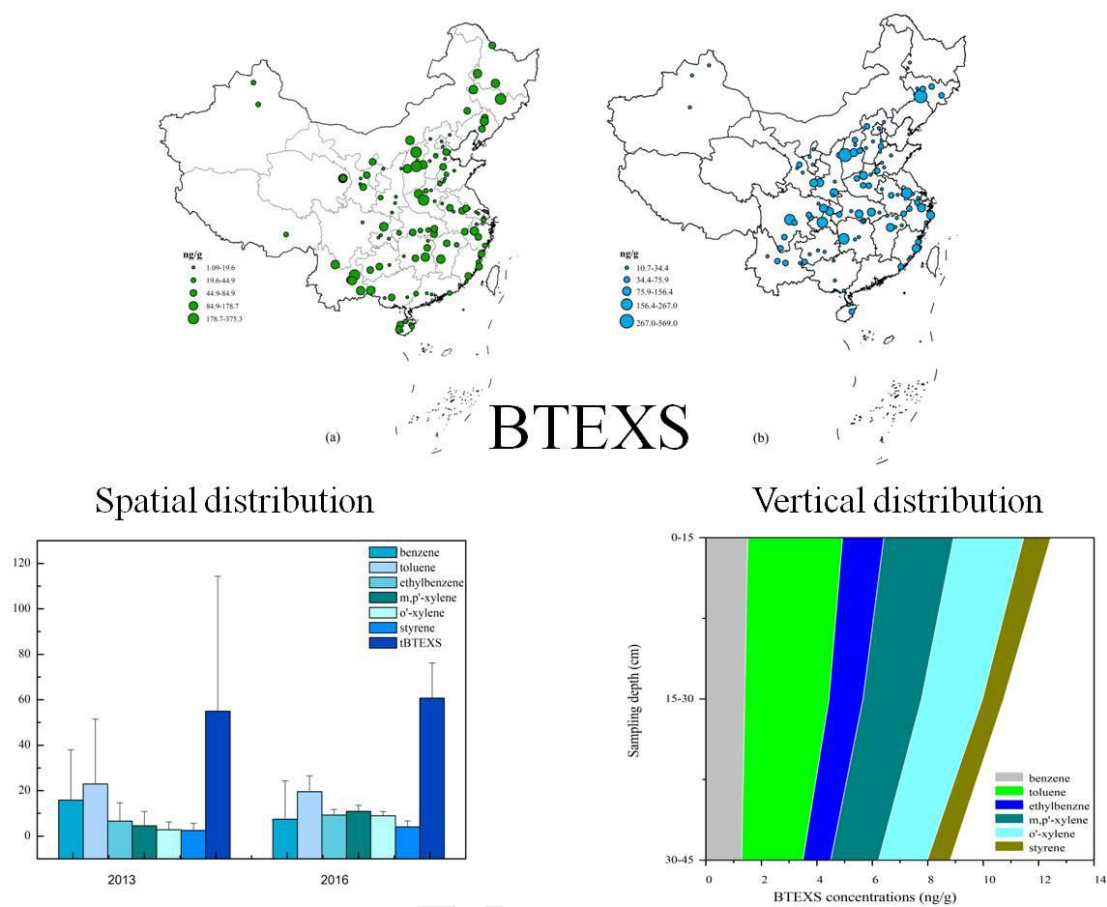 ng/g
1.09-19.6
19.6-44.9
44.9-84.9
84.9-178.7
178.7-375.3
(a)
ng/g
10.7-34.4
34.4-75.9
75.9-156.4
156.4-267.0
267.0-569.0
(b)
BTEXS
Spatial distribution
120
100
80
60
40
20
0
benzene
toluene
ethylbenzene
m,p'-xylene
o'-xylene
styrene
tBTEXS
2013
2016
Vertical distribution
Sampling depth (cm)
0-15
15-30
30-45
benzene
toluene
ethylbenzne
m,p'-xylene
o'-xylene
styrene
0
2
4
6
8
10
12
14
BTEXS concentrations (ng/g)